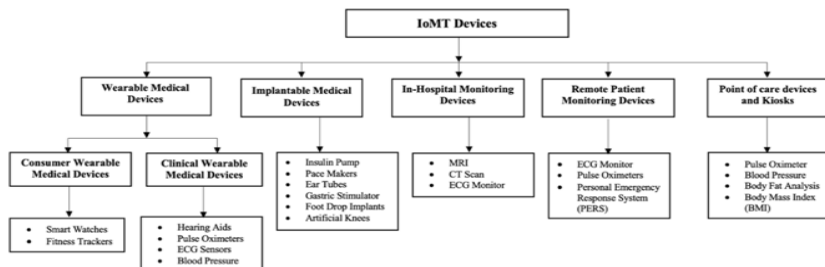 IoMT Devices
Wearable Medical
Devices
Implantable Medical
Devices
In-Hospital Monitoring
Devices
Remote Patient
Monitoring Devices
Point of care devices
and Kiosks
Consumer Wearable
Medical Devices
Clinical Wearable
Medical Devices
• Insulin Pump
• Pace Makers
• Ear Tubes
• Gastric Stimulator
• Foot Drop Implants
• Artificial Knees
• MRI
• CT Scan
• ECG Monitor
• ECG Monitor
• Pulse Oximeters
• Personal Emergency
Response System
(PERS)
• Pulse Oximeter
• Blood Pressure
• Body Fat Analysis
• Body Mass Index
(BMI)
• Smart Watches
• Fitness Trackers
• Hearing Aids
• Pulse Oximeters
• ECG Sensors
• Blood Pressure